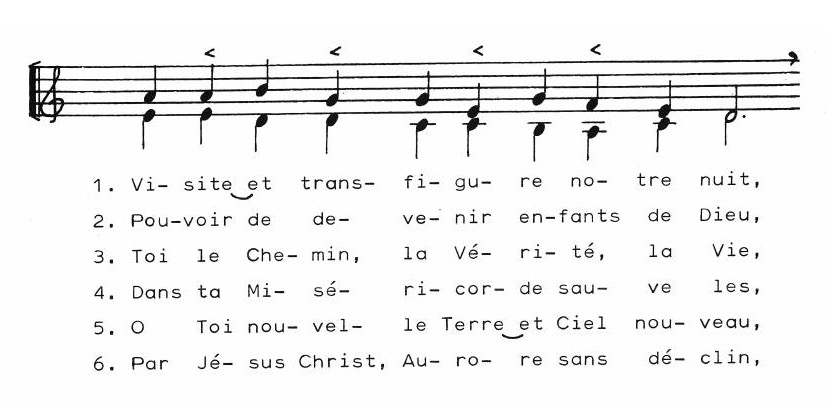 1. Vi- site et trans- fi- gu- re no- tre nuit,
2. Pou-voir de de- ve- nir en-fants de Dieu,
3. Toi le Che- min, la Vé- ri- té, la Vie,
4. Dans ta Mi- sé- ri- cor- de sau- ve les,
5. O Toi nou- vel- le Terre et Ciel nou- veau,
6. Par Jé- sus Christ, Au- ro- re sans dé- clin,